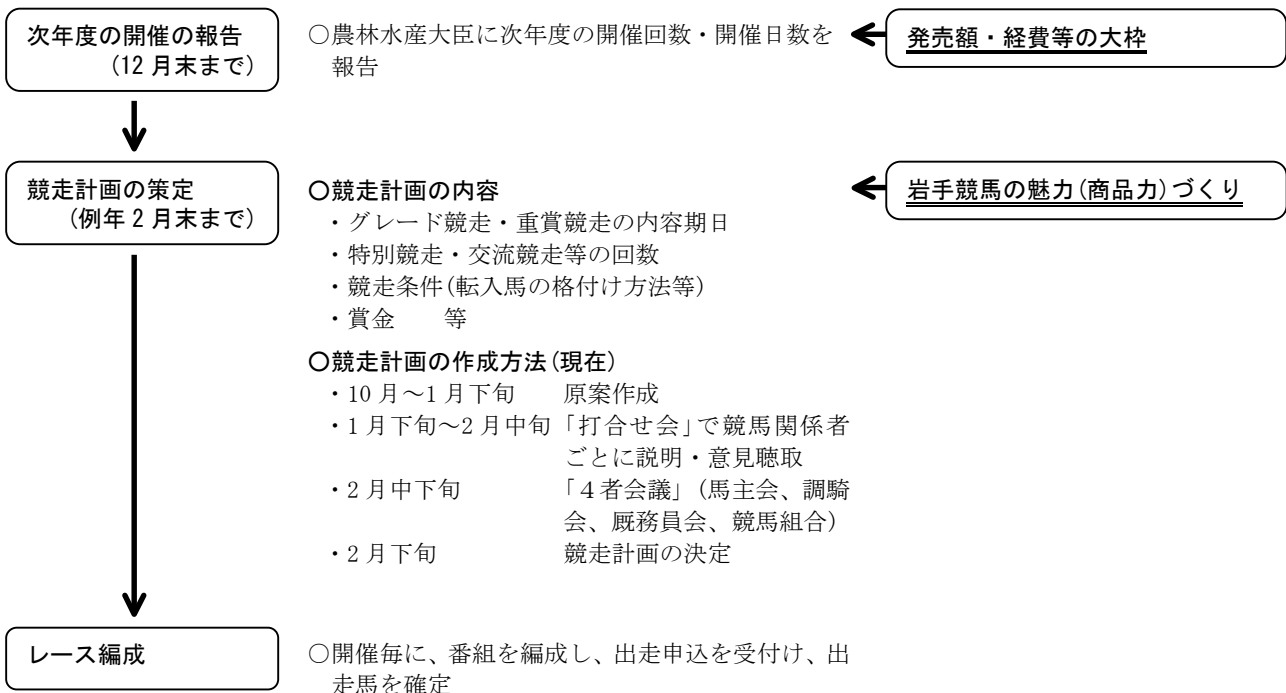 次年度の開催の報告
(12月末まで)
○農林水産大臣に次年度の開催回数・開催日数を
報告
発売額・経費等の大枠
競走計画の策定
(例年2月末まで)
○競走計画の内容
・グレード競走・重賞競走の内容期日
・特別競走・交流競走等の回数
・競走条件(転入馬の格付け方法等)
・賞金　　等
岩手競馬の魅力(商品力)づくり
○競走計画の作成方法(現在)
・10月～1月下旬　　原案作成
・1月下旬～2月中旬「打合せ会」で競馬関係者
ごとに説明・意見聴取
・2月中下旬　　「４者会議」(馬主会、調騎
会、厩務員会、競馬組合)
・2月下旬　　競走計画の決定
レース編成
○開催毎に、番組を編成し、出走申込を受付け、出
走馬を確定